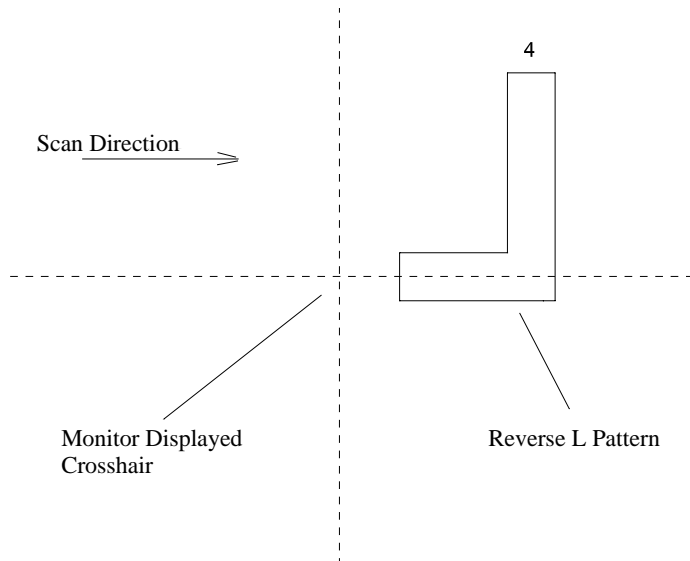 4
Scan Direction
Monitor Displayed
Crosshair
Reverse L Pattern